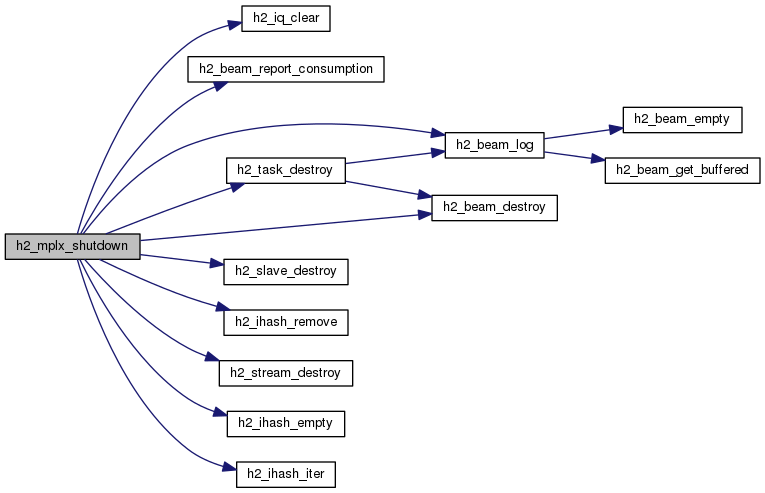 h2_iq_clear
h2_beam_report_consumption
h2_beam_empty
h2_beam_log
h2_task_destroy
h2_beam_get_buffered
h2_beam_destroy
h2_mplx_shutdown
h2_slave_destroy
h2_ihash_remove
h2_stream_destroy
h2_ihash_empty
h2_ihash_iter